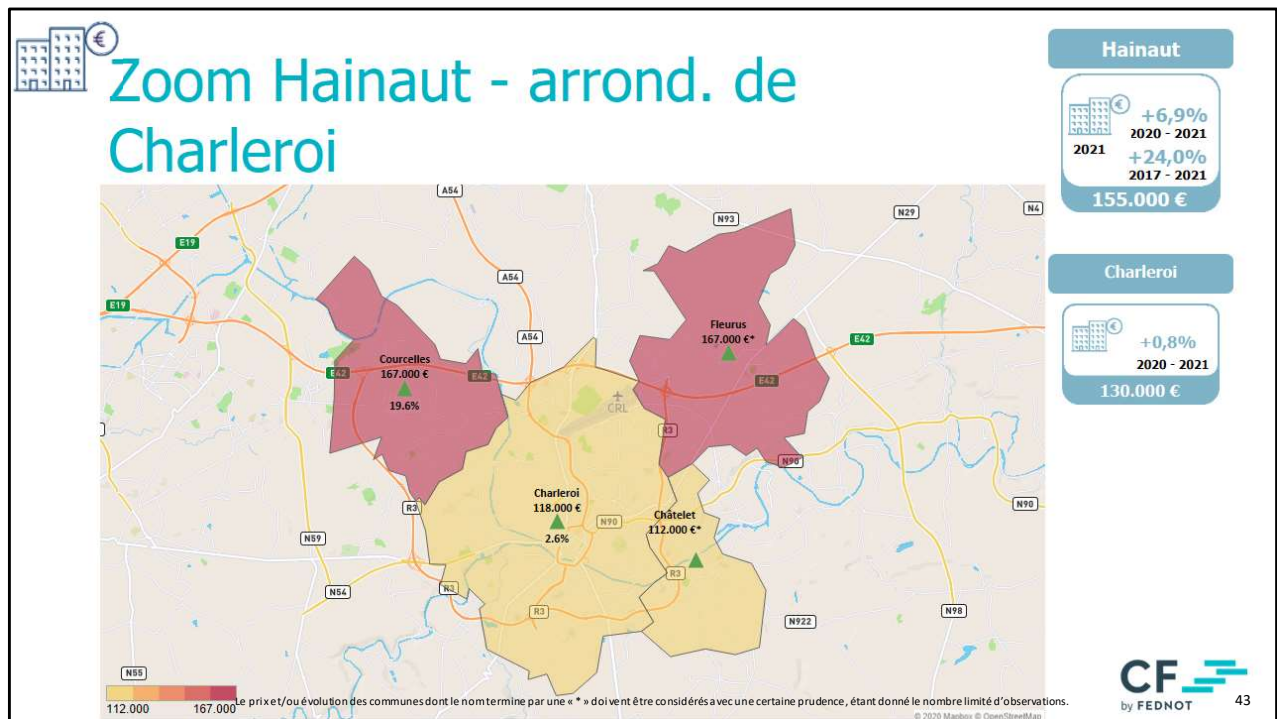 €
Zoom Hainaut - arrond. de
Charleroi
Hainaut
€
+6,9%
2020 - 2021
2021
+24,0%
2017 - 2021
155.000 €
Charleroi
€
+0,8%
2020 - 2021
130.000 €
A54
N93
N29
N4
E19
A54
E19
A54
Fleurus
167.000 €*
E42
Courcelles
167.000 €
E42
E42
E42
19.6%
CRL
R3
N90
Charleroi
118.000 €
R3
N90
Châtelet
112.000 €*
N90
2.6%
N59
R3
N54
R3
R3
N98
N922
N55
112.000
167.000
Le prix et/ou évolution des communes dont le nom termine par une « * » doivent être considérés avec une certaine prudence, étant donné le nombre limité d'observations.
© 2020 Mapbox © OpenStreetMap
CF
by FEDNOT
43